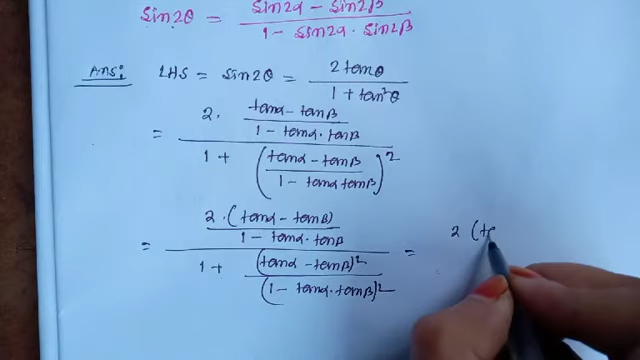 sin2θ = sin2α − sin2β / 1 − sin2α · sin2β
Ans: LHS = sin2θ = 2tanθ / 1 + tan²θ
= 2 · (tanα − tanβ / 1 − tanα · tanβ) / 1 + (tanα − tanβ / 1 − tanα tanβ)²
= 2 · (tanα − tanβ) / 1 − tanα · tanβ / 1 + (tanα − tanβ)² / (1 − tanα · tanβ)² = 2 (t